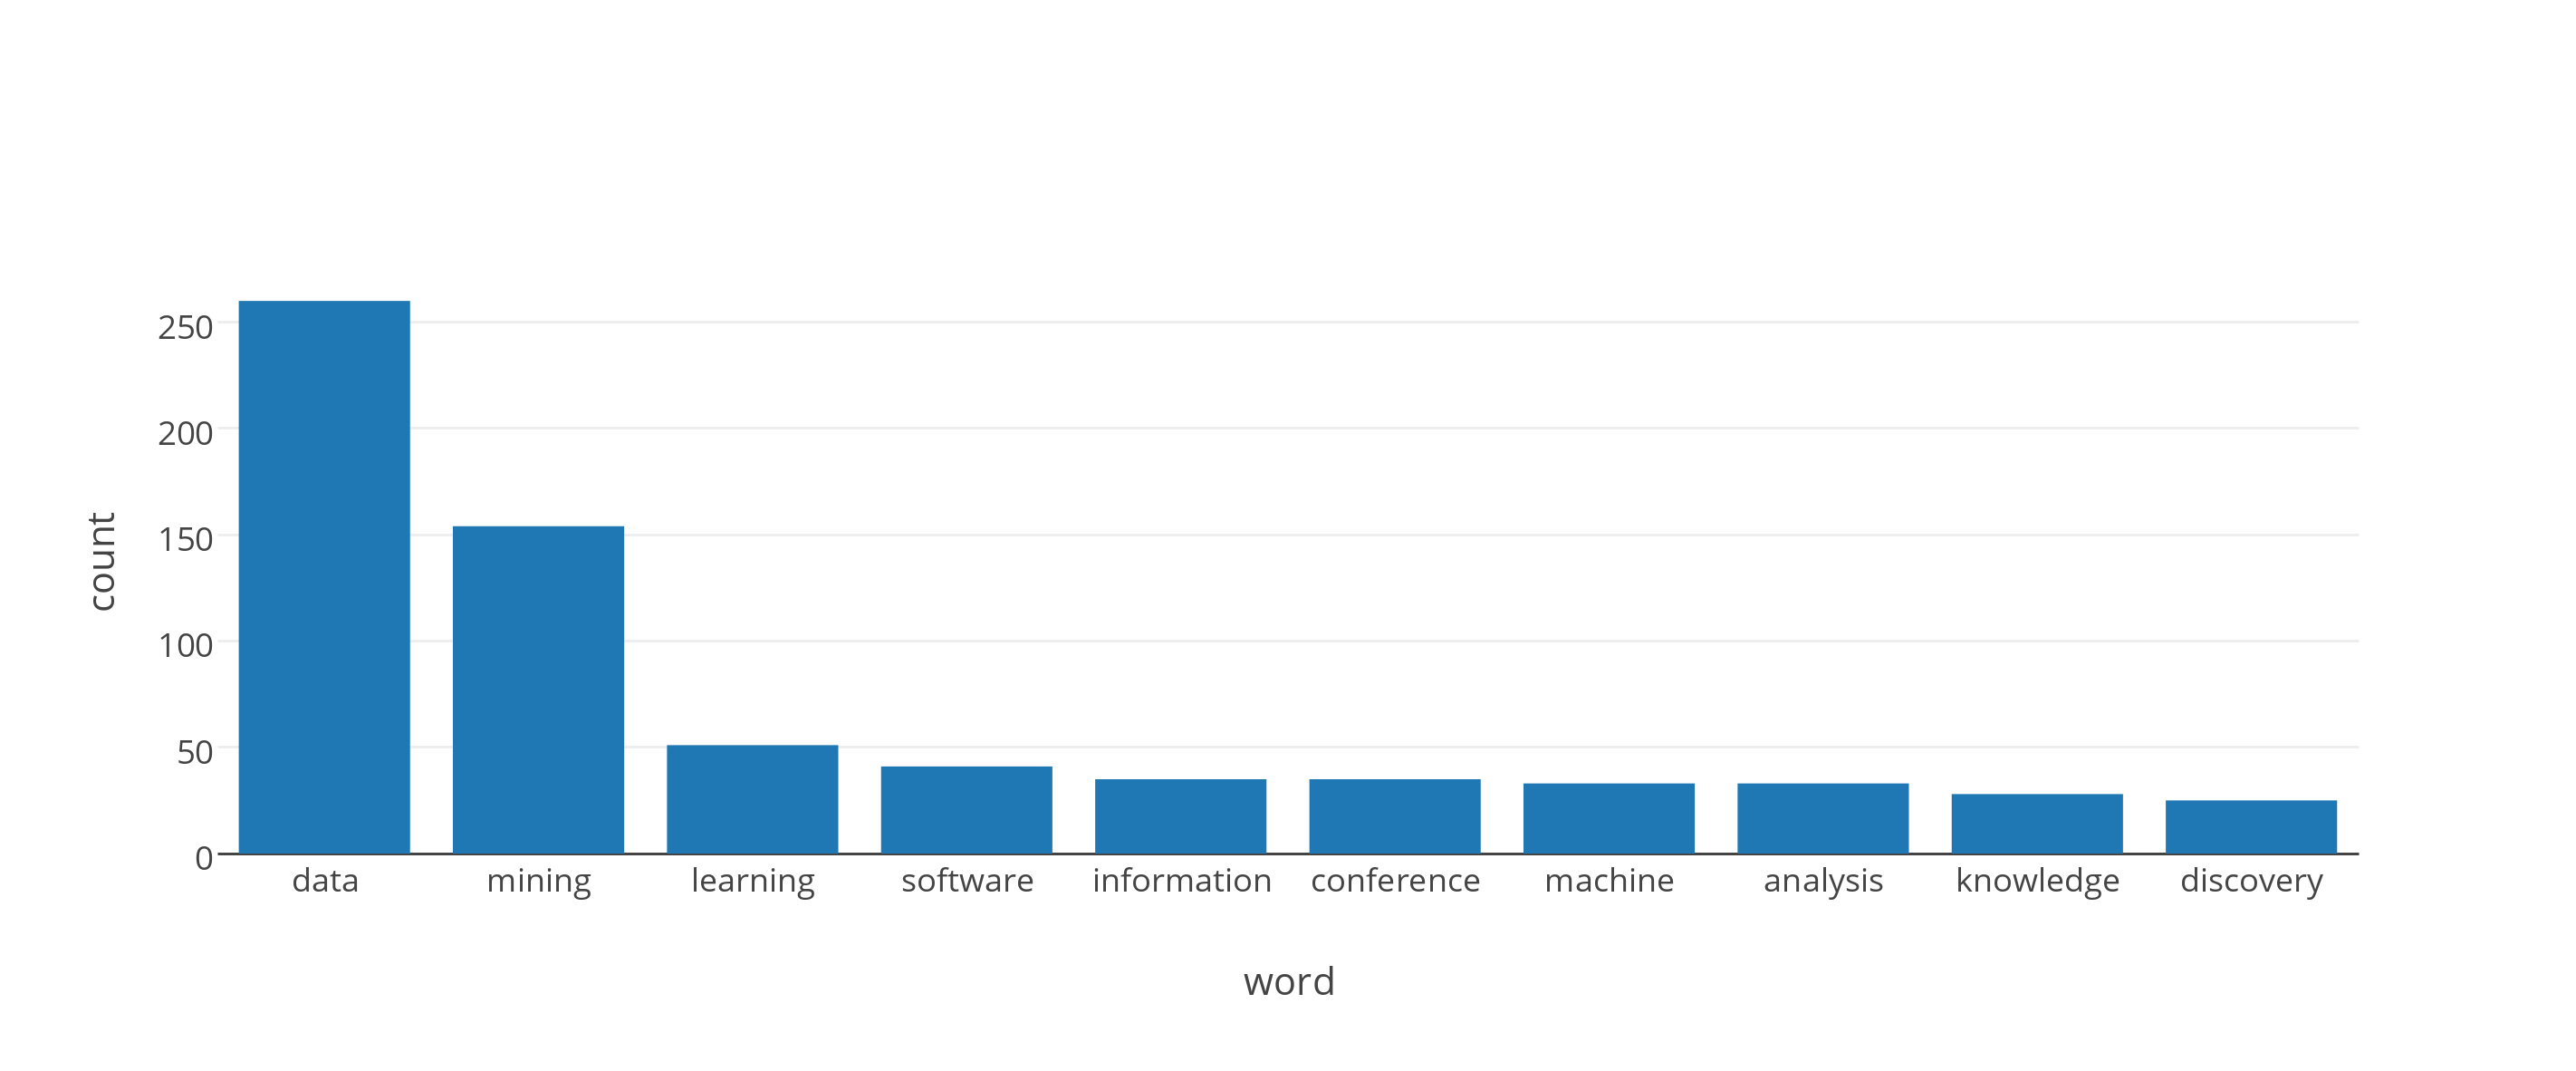 250
200
150
100
50
0
count
data mining learning software information conference machine analysis knowledge discovery
word